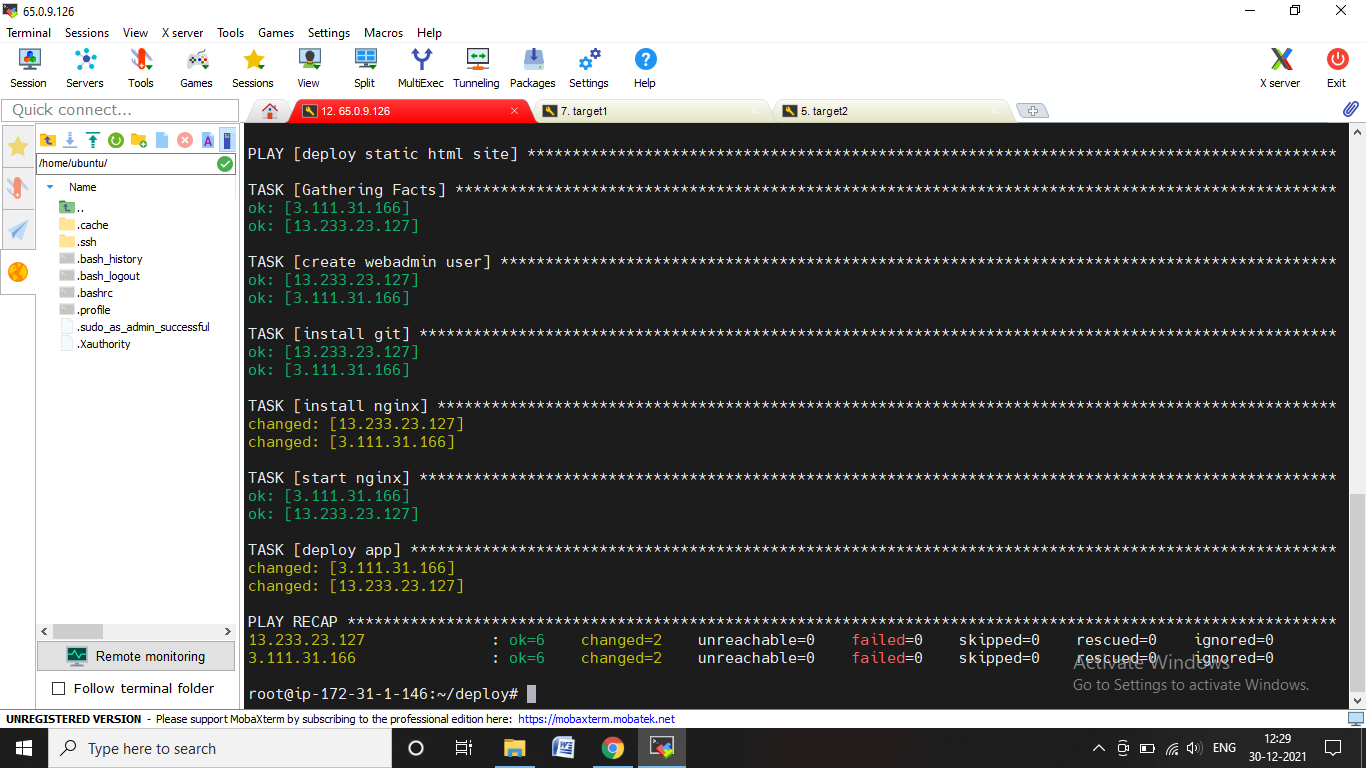 65.0.9.126
Terminal Sessions View X server Tools Games Settings Macros Help
Session Servers Tools Games Sessions View Split MultiExec Tunneling Packages Settings Help X server Exit
Quick connect...
12. 65.0.9.126
7. target1
5. target2
/home/ubuntu/
Name
..
.cache
.ssh
.bash_history
.bash_logout
.bashrc
.profile
.sudo_as_admin_successful
.Xauthority
Remote monitoring
Follow terminal folder
PLAY [deploy static html site] ******************************************************************************************
TASK [Gathering Facts] **************************************************************************************************
ok: [3.111.31.166]
ok: [13.233.23.127]
TASK [create webadmin user] *********************************************************************************************
ok: [13.233.23.127]
ok: [3.111.31.166]
TASK [install git] ******************************************************************************************************
ok: [13.233.23.127]
ok: [3.111.31.166]
TASK [install nginx] ****************************************************************************************************
changed: [13.233.23.127]
changed: [3.111.31.166]
TASK [start nginx] ******************************************************************************************************
ok: [3.111.31.166]
ok: [13.233.23.127]
TASK [deploy app] *******************************************************************************************************
changed: [3.111.31.166]
changed: [13.233.23.127]
PLAY RECAP **************************************************************************************************************
13.233.23.127 : ok=6 changed=2 unreachable=0 failed=0 skipped=0 rescued=0 ignored=0
3.111.31.166 : ok=6 changed=2 unreachable=0 failed=0 skipped=0 rescued=0 ignored=0
root@ip-172-31-1-146:~/deploy#
Activate Windows
Go to Settings to activate Windows.
UNREGISTERED VERSION - Please support MobaXterm by subscribing to the professional edition here: https://mobaxterm.mobatek.net
Type here to search
ENG
12:29
30-12-2021